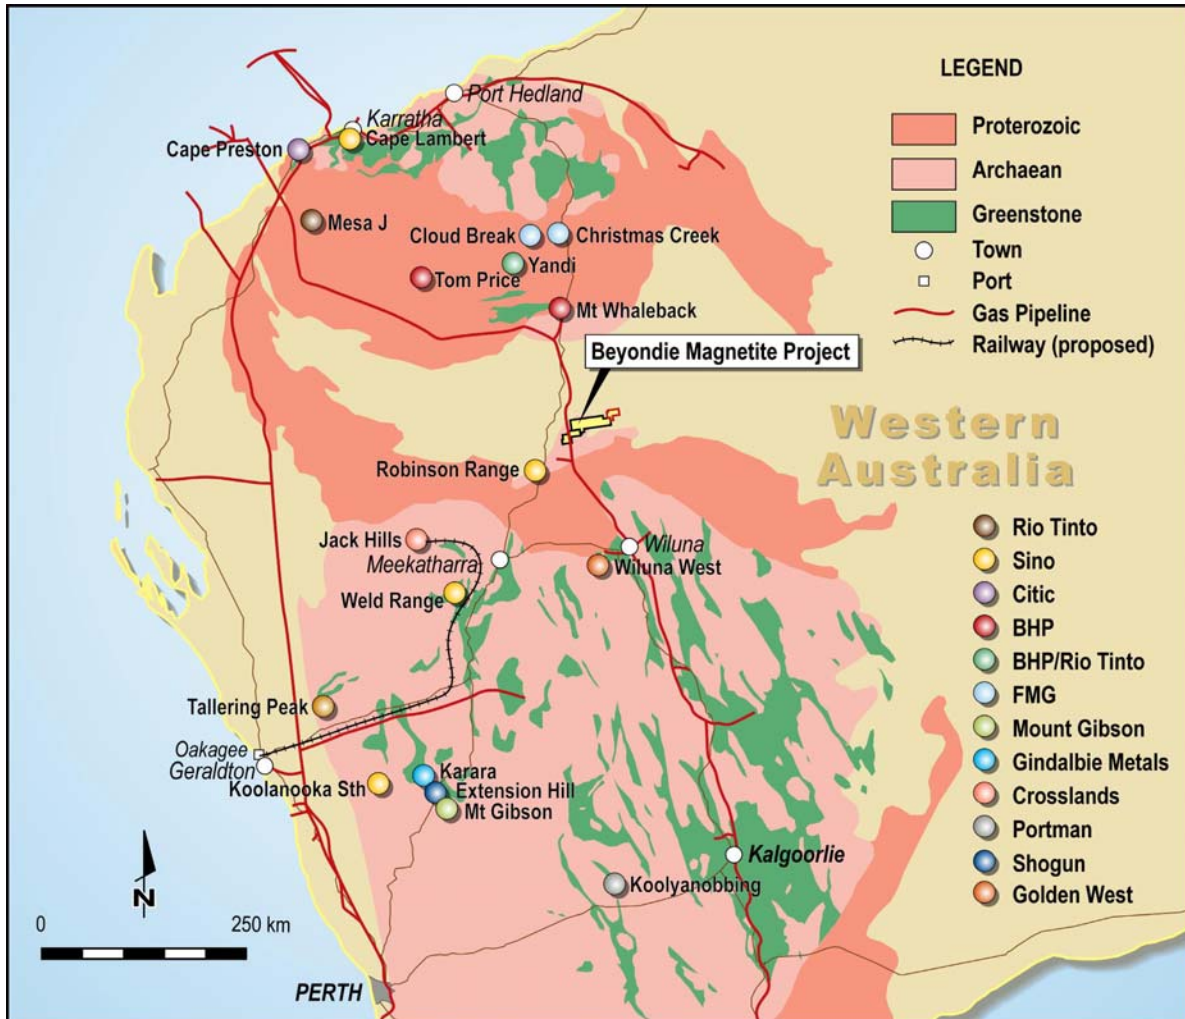 LEGEND
Proterozoic
Archaean
Greenstone
Town
Port
Gas Pipeline
Railway (proposed)
Port Hedland
Karratha
Cape Lambert
Cape Preston
Mesa J
Cloud Break
Christmas Creek
Yandi
Tom Price
Mt Whaleback
Beyondie Magnetite Project
Western
Australia
Robinson Range
Jack Hills
Meekatharra
Wiluna
Wiluna West
Weld Range
Tallering Peak
Oakagee
Geraldton
Koolanooka Sth
Karara
Extension Hill
Mt Gibson
Kalgoorlie
Koolyanobbing
PERTH
N
0 250 km
Rio Tinto
Sino
Citic
BHP
BHP/Rio Tinto
FMG
Mount Gibson
Gindalbie Metals
Crosslands
Portman
Shogun
Golden West